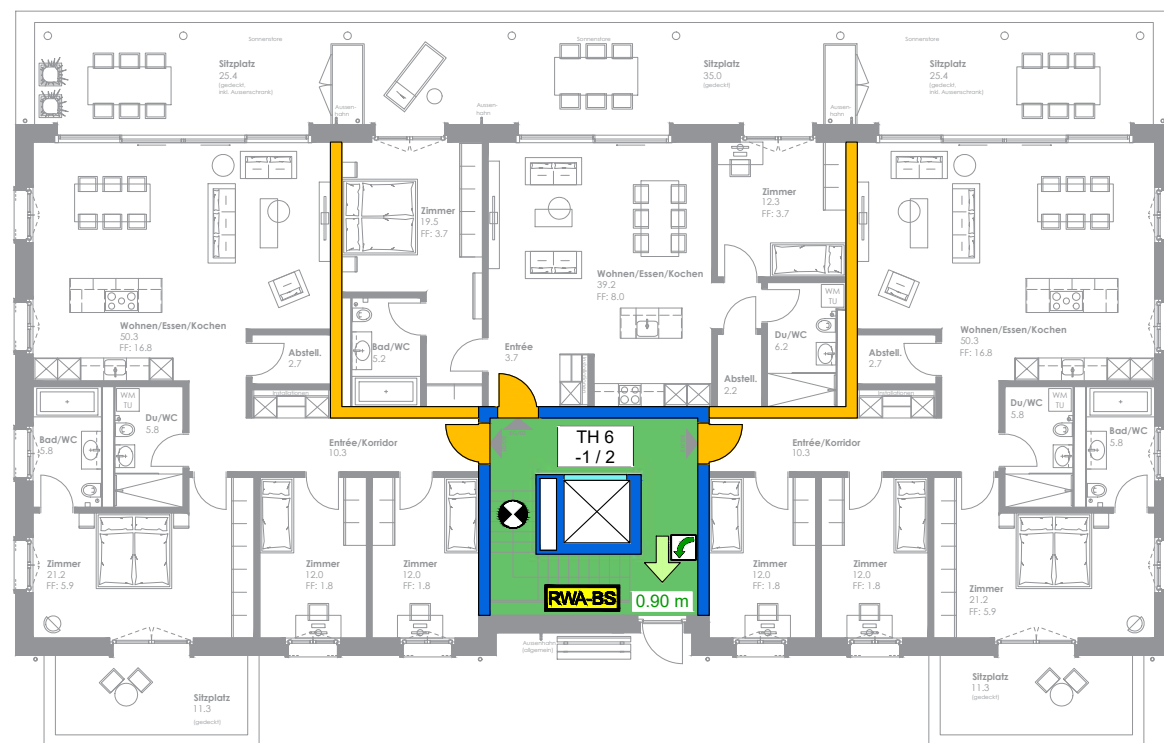 Sonnenstore
Sonnenstore
Sonnenstore
Sitzplatz
25.4
(gedeckt,
inkl. Aussenschrank)
Sitzplatz
35.0
(gedeckt)
Sitzplatz
25.4
(gedeckt,
inkl. Aussenschrank)
Aussen-
hahn
Aussen-
hahn
Aussen-
hahn
Zimmer
19.5
FF: 3.7
Zimmer
12.3
FF: 3.7
Wohnen/Essen/Kochen
39.2
FF: 8.0
WM
TU
Wohnen/Essen/Kochen
50.3
FF: 16.8
Abstell.
2.7
Bad/WC
5.2
Entrée
3.7
Du/WC
6.2
Abstell.
2.2
Abstell.
2.7
Wohnen/Essen/Kochen
50.3
FF: 16.8
Installationen
Installationen
WM
TU
Du/WC
5.8
Bad/WC
5.8
Entrée/Korridor
10.3
TH 6
-1 / 2
Entrée/Korridor
10.3
Du/WC
5.8
WM
TU
Bad/WC
5.8
Zimmer
21.2
FF: 5.9
Zimmer
12.0
FF: 1.8
Zimmer
12.0
FF: 1.8
RWA-BS
0.90 m
Zimmer
12.0
FF: 1.8
Zimmer
12.0
FF: 1.8
Zimmer
21.2
FF: 5.9
Aussenhahn
(allgemein)
Sitzplatz
11.3
(gedeckt)
Sitzplatz
11.3
(gedeckt)